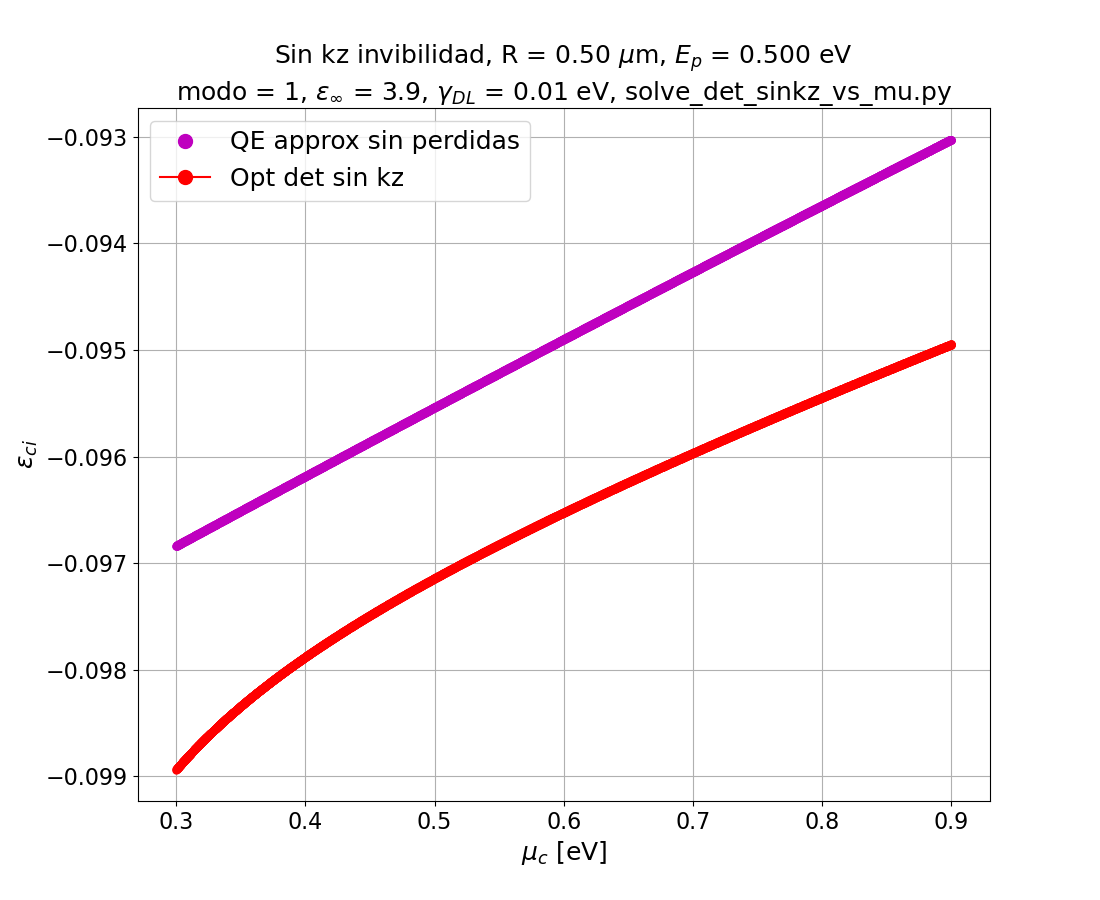 Sin kz invibilidad, R = 0.50 μm, E_p = 0.500 eV
modo = 1, ε_∞ = 3.9, γ_DL = 0.01 eV, solve_det_sinkz_vs_mu.py
QE approx sin perdidas
Opt det sin kz
−0.093
−0.094
−0.095
−0.096
−0.097
−0.098
−0.099
ε_ci
0.3 0.4 0.5 0.6 0.7 0.8 0.9
μ_c [eV]